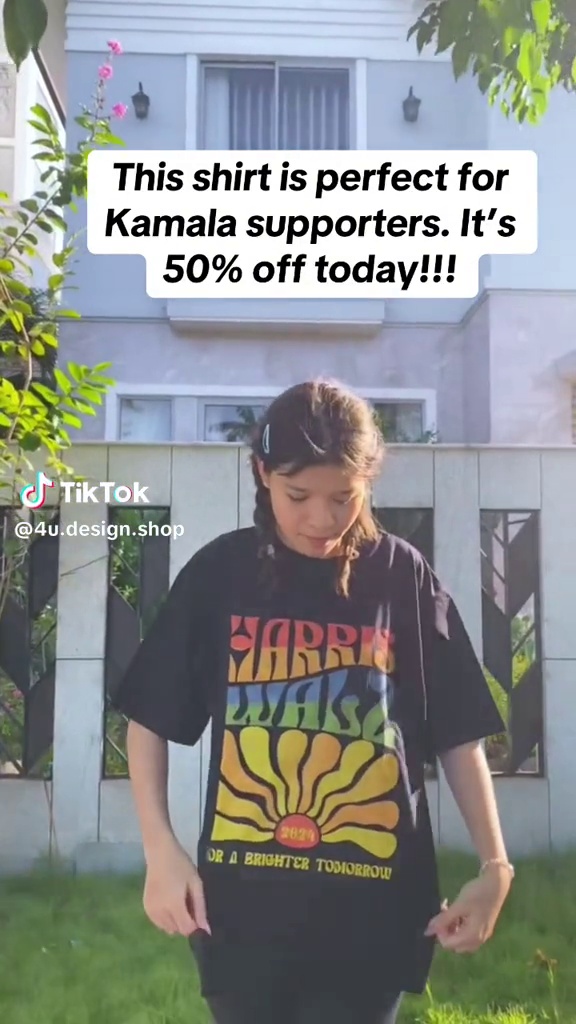 This shirt is perfect for
Kamala supporters. It's
50% off today!!!
TikTok
@4u.design.shop
HARRIS
WALZ
2024
OR A BRIGHTER TOMORROW